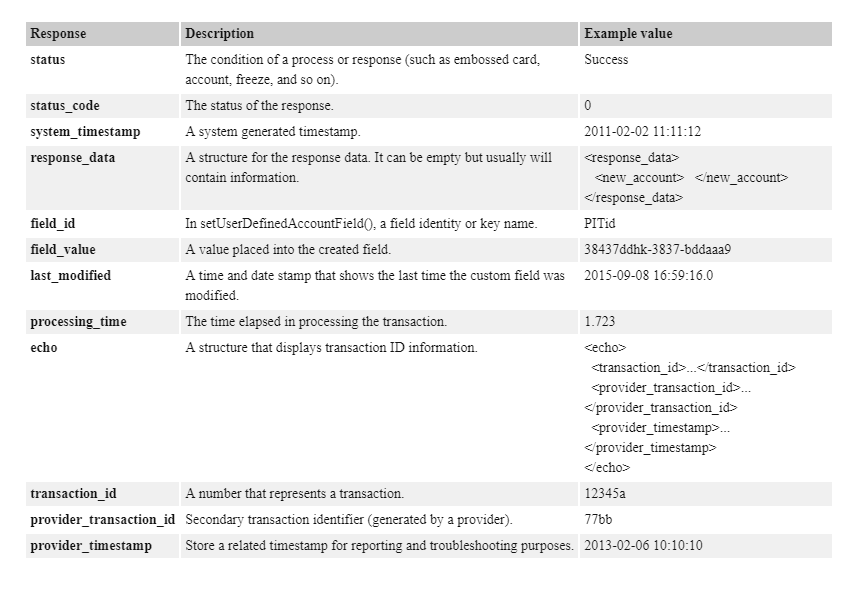 Response Description Example value
status The condition of a process or response (such as embossed card, Success
account, freeze, and so on).
status_code The status of the response. 0
system_timestamp A system generated timestamp. 2011-02-02 11:11:12
response_data A structure for the response data. It can be empty but usually will <response_data>
contain information. <new_account> </new_account>
</response_data>
field_id In setUserDefinedAccountField(), a field identity or key name. PITid
field_value A value placed into the created field. 38437ddhk-3837-bddaaa9
last_modified A time and date stamp that shows the last time the custom field was 2015-09-08 16:59:16.0
modified.
processing_time The time elapsed in processing the transaction. 1.723
echo A structure that displays transaction ID information. <echo>
<transaction_id>...</transaction_id>
<provider_transaction_id>...
</provider_transaction_id>
<provider_timestamp>...
</provider_timestamp>
</echo>
transaction_id A number that represents a transaction. 12345a
provider_transaction_id Secondary transaction identifier (generated by a provider). 77bb
provider_timestamp Store a related timestamp for reporting and troubleshooting purposes. 2013-02-06 10:10:10